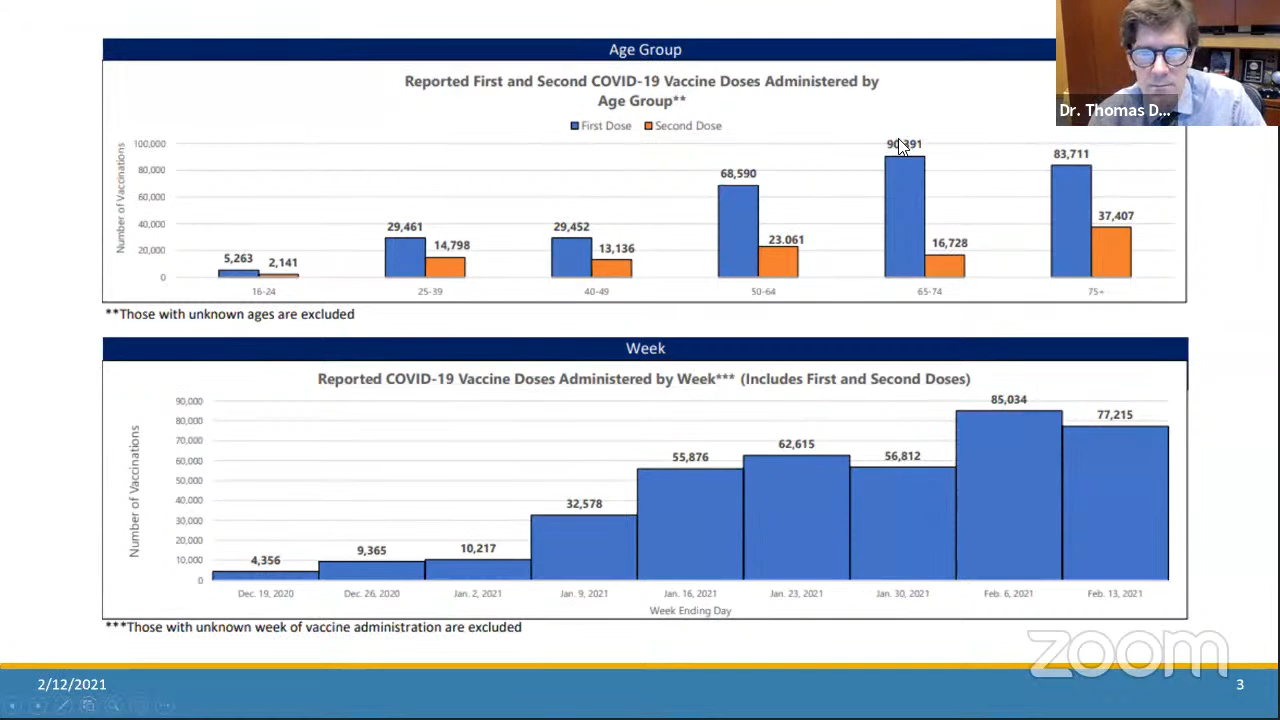 Age Group
Reported First and Second COVID-19 Vaccine Doses Administered by
Age Group**
First Dose Second Dose
Number of Vaccinations
100,000
80,000
60,000
40,000
20,000
0
5,263
2,141
29,461
14,798
29,452
13,136
68,590
23.061
16,728
83,711
37,407
16-24 25-39 40-49 50-64 65-74 75+
**Those with unknown ages are excluded
Dr. Thomas D...
Week
Reported COVID-19 Vaccine Doses Administered by Week*** (Includes First and Second Doses)
Number of Vaccinations
90,000
80,000
70,000
60,000
50,000
40,000
30,000
20,000
10,000
0
4,356
9,365
10,217
32,578
55,876
62,615
56,812
85,034
77,215
Dec. 19, 2020 Dec. 26, 2020 Jan. 2, 2021 Jan. 9, 2021 Jan. 16, 2021 Jan. 23, 2021 Jan. 30, 2021 Feb. 6, 2021 Feb. 13, 2021
Week Ending Day
***Those with unknown week of vaccine administration are excluded
zoom
2/12/2021
3